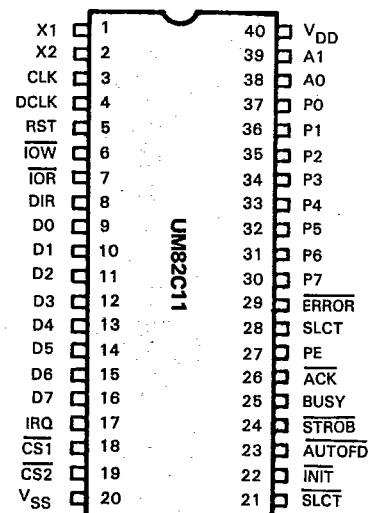 X1 1 40 VDD
X2 2 39 A1
CLK 3 38 A0
DCLK 4 37 P0
RST 5 36 P1
IOW 6 35 P2
IOR 7 34 P3
DIR 8 33 P4
D0 9 32 P5
D1 10 31 P6
D2 11 30 P7
D3 12 29 ERROR
D4 13 28 SLCT
D5 14 27 PE
D6 15 26 ACK
D7 16 25 BUSY
IRQ 17 24 STROB
CS1 18 23 AUTOFD
CS2 19 22 INIT
VSS 20 21 SLCT
UM82C11